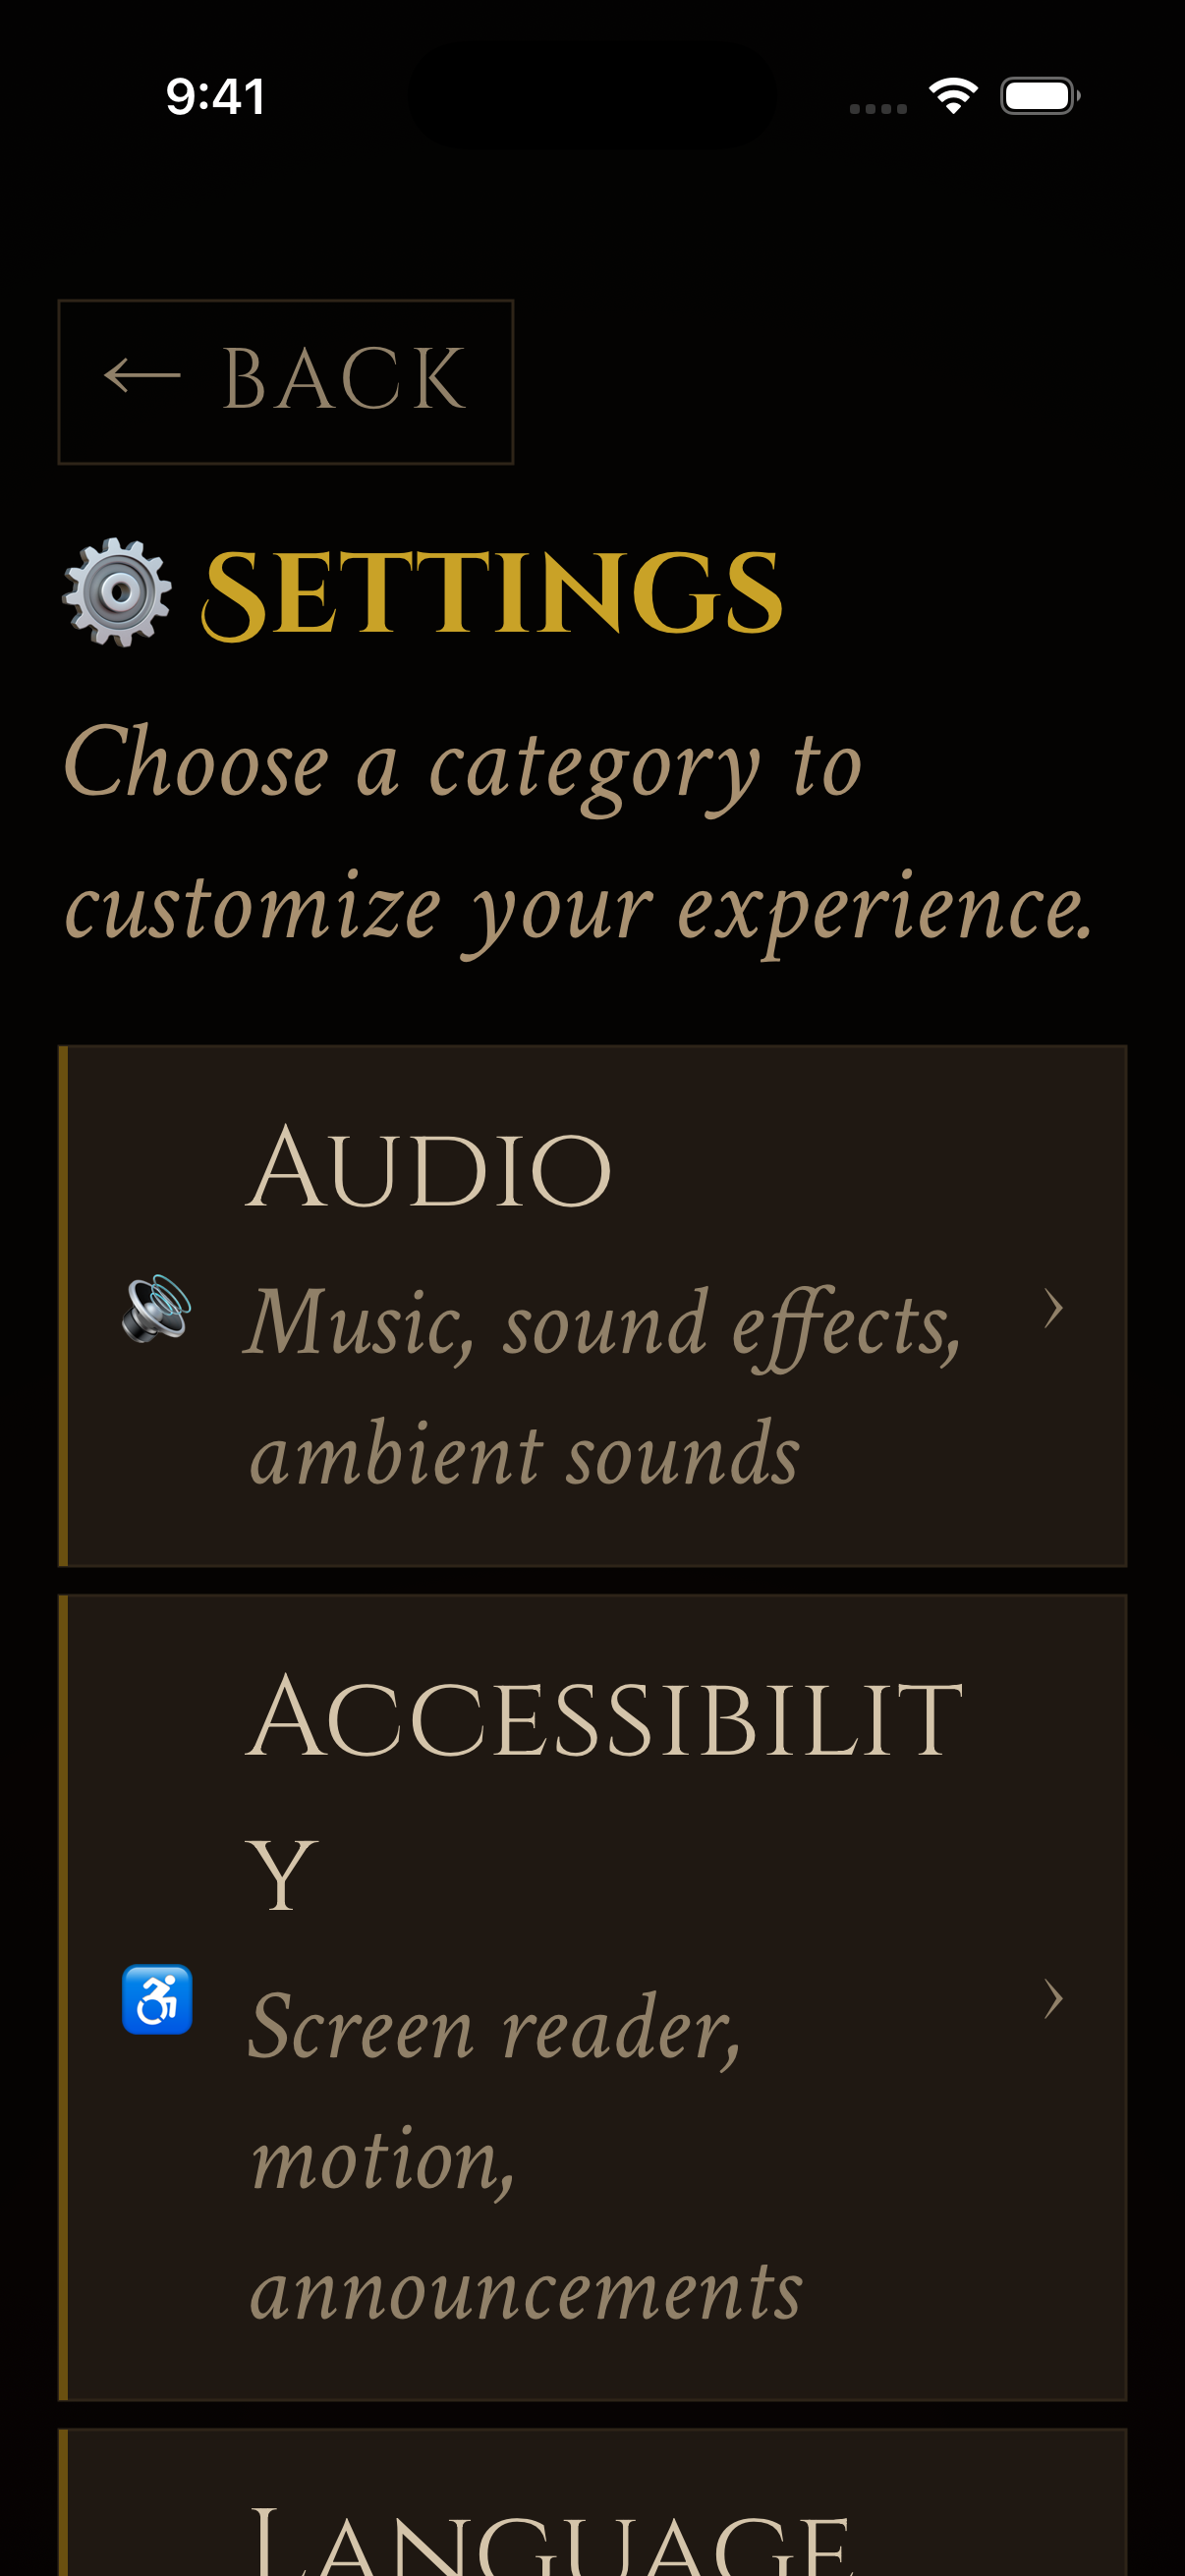 9:41
← BACK
⚙️ SETTINGS
Choose a category to
customize your experience.
AUDIO
Music, sound effects,
ambient sounds
ACCESSIBILIT
Y
Screen reader,
motion,
announcements
LANGUAGE